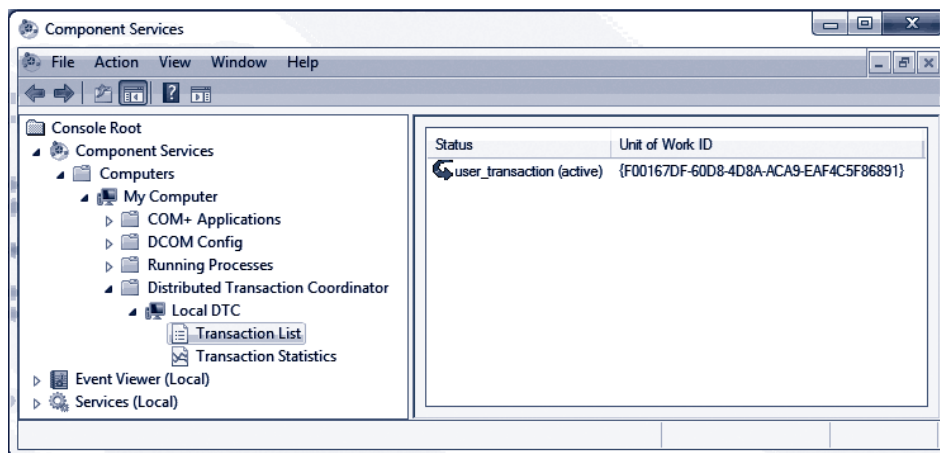 Component Services
File Action View Window Help
Console Root
Component Services
Computers
My Computer
COM+ Applications
DCOM Config
Running Processes
Distributed Transaction Coordinator
Local DTC
Transaction List
Transaction Statistics
Event Viewer (Local)
Services (Local)
Status Unit of Work ID
user_transaction (active) {F00167DF-60D8-4D8A-ACA9-EAF4C5F86891}